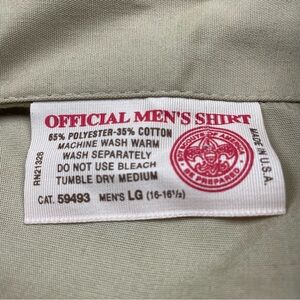 OFFICIAL MEN'S SHIRT
65% POLYESTER-35% COTTON
MACHINE WASH WARM
WASH SEPARATELY
DO NOT USE BLEACH
TUMBLE DRY MEDIUM
CAT. 59493 MEN'S LG (16-16½)
RN21328
BOY SCOUTS OF AMERICA
BE PREPARED
MADE IN U.S.A.